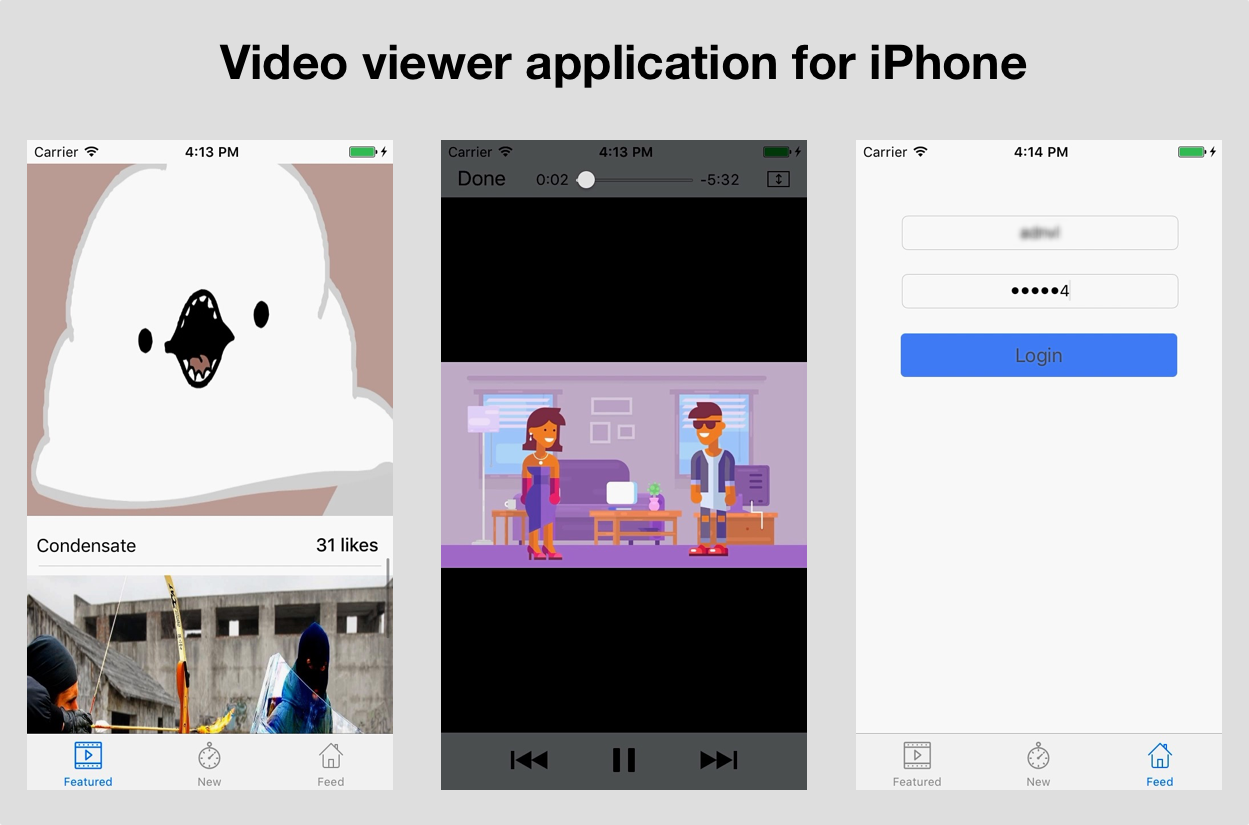 Video viewer application for iPhone
Carrier 4:13 PM
Condensate 31 likes
Featured New Feed
Carrier 4:13 PM
Done 0:02 -5:32
Carrier 4:14 PM
•••••4
Login
Featured New Feed